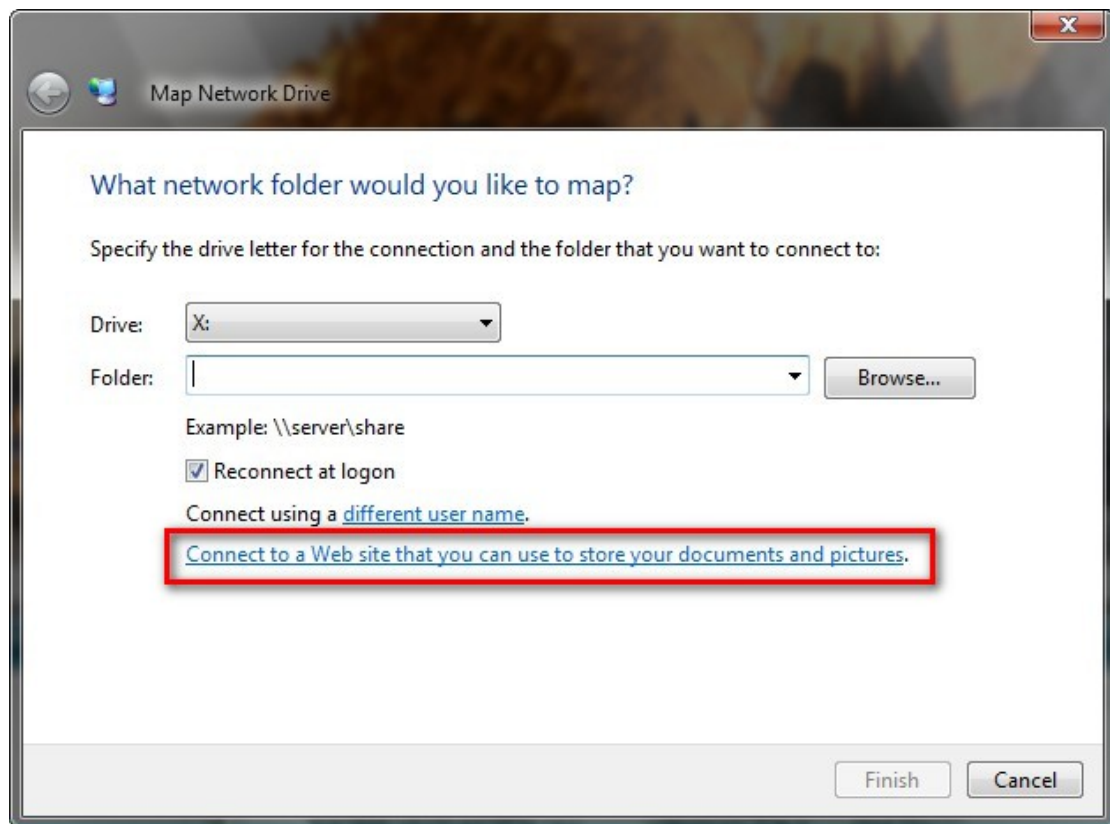 Map Network Drive
What network folder would you like to map?
Specify the drive letter for the connection and the folder that you want to connect to:
Drive: X:
Folder: Browse...
Example: \\server\share
Reconnect at logon
Connect using a different user name.
Connect to a Web site that you can use to store your documents and pictures.
Finish Cancel